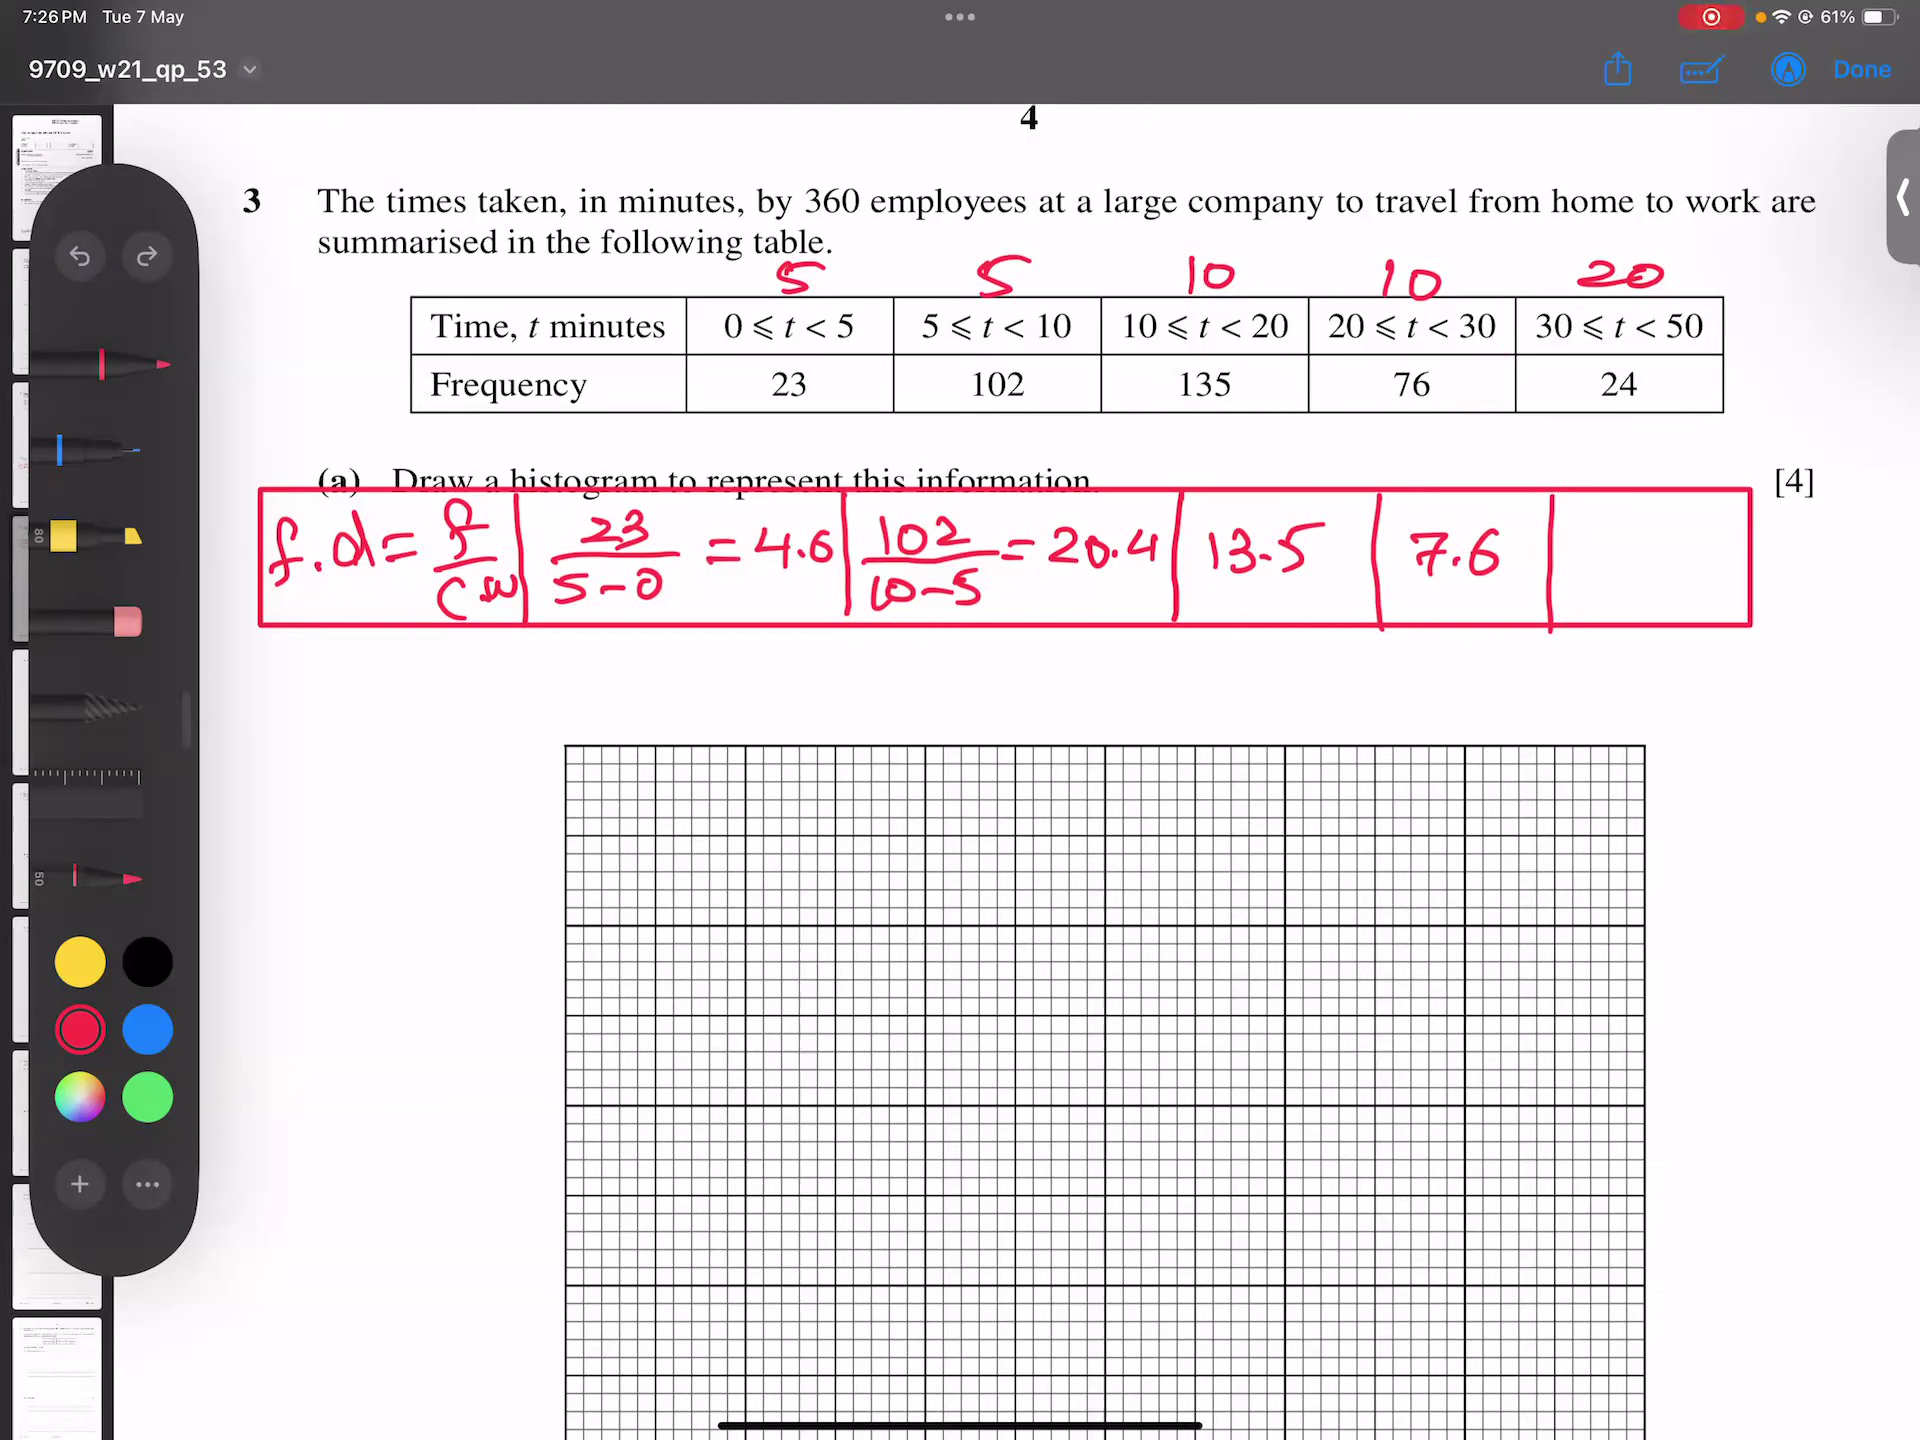 7:26 PM Tue 7 May
61%
9709_w21_qp_53
Done
4
3 The times taken, in minutes, by 360 employees at a large company to travel from home to work are
summarised in the following table.
5 5 10 10 20
Time, t minutes 0 ⩽ t < 5 5 ⩽ t < 10 10 ⩽ t < 20 20 ⩽ t < 30 30 ⩽ t < 50
Frequency 23 102 135 76 24
(a) Draw a histogram to represent this information. [4]
f.d = f/cw 23/5-0 = 4.6 102/10-5 = 20.4 13.5 7.6
80
50